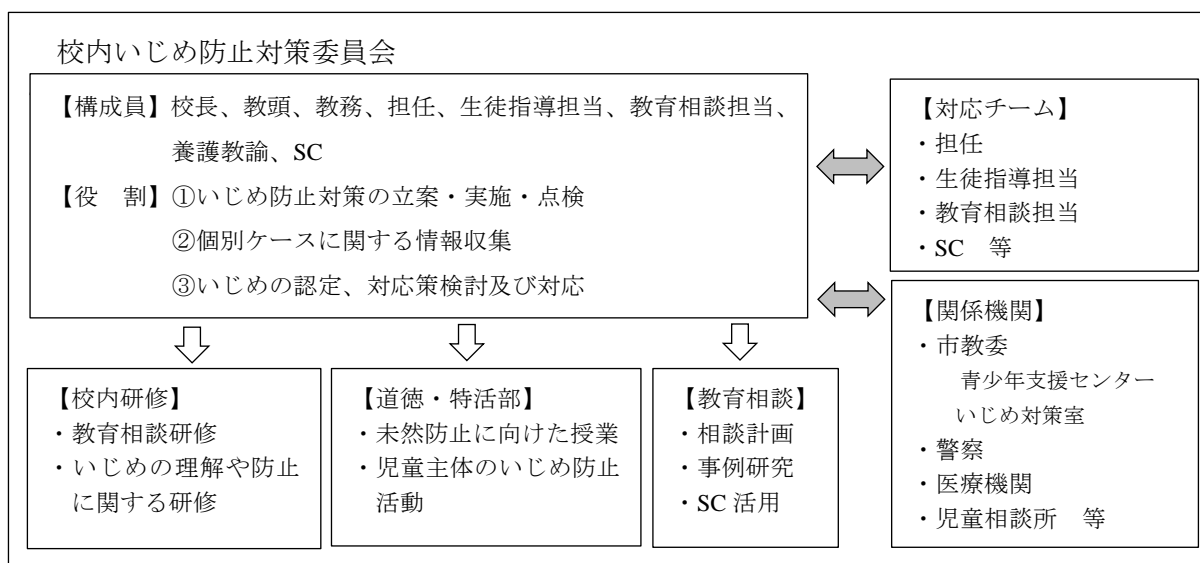 校内いじめ防止対策委員会
【構成員】校長、教頭、教務、担任、生徒指導担当、教育相談担当、
養護教諭、SC
【役　割】①いじめ防止対策の立案・実施・点検
②個別ケースに関する情報収集
③いじめの認定、対応策検討及び対応
【対応チーム】
・担任
・生徒指導担当
・教育相談担当
・SC　等
【関係機関】
・市教委
青少年支援センター
いじめ対策室
・警察
・医療機関
・児童相談所　等
【校内研修】
・教育相談研修
・いじめの理解や防止
に関する研修
【道徳・特活部】
・未然防止に向けた授業
・児童主体のいじめ防止
活動
【教育相談】
・相談計画
・事例研究
・SC 活用